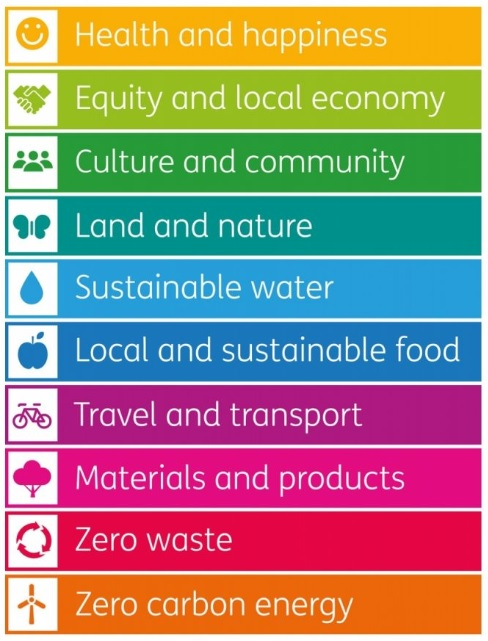 Health and happiness
Equity and local economy
Culture and community
Land and nature
Sustainable water
Local and sustainable food
Travel and transport
Materials and products
Zero waste
Zero carbon energy